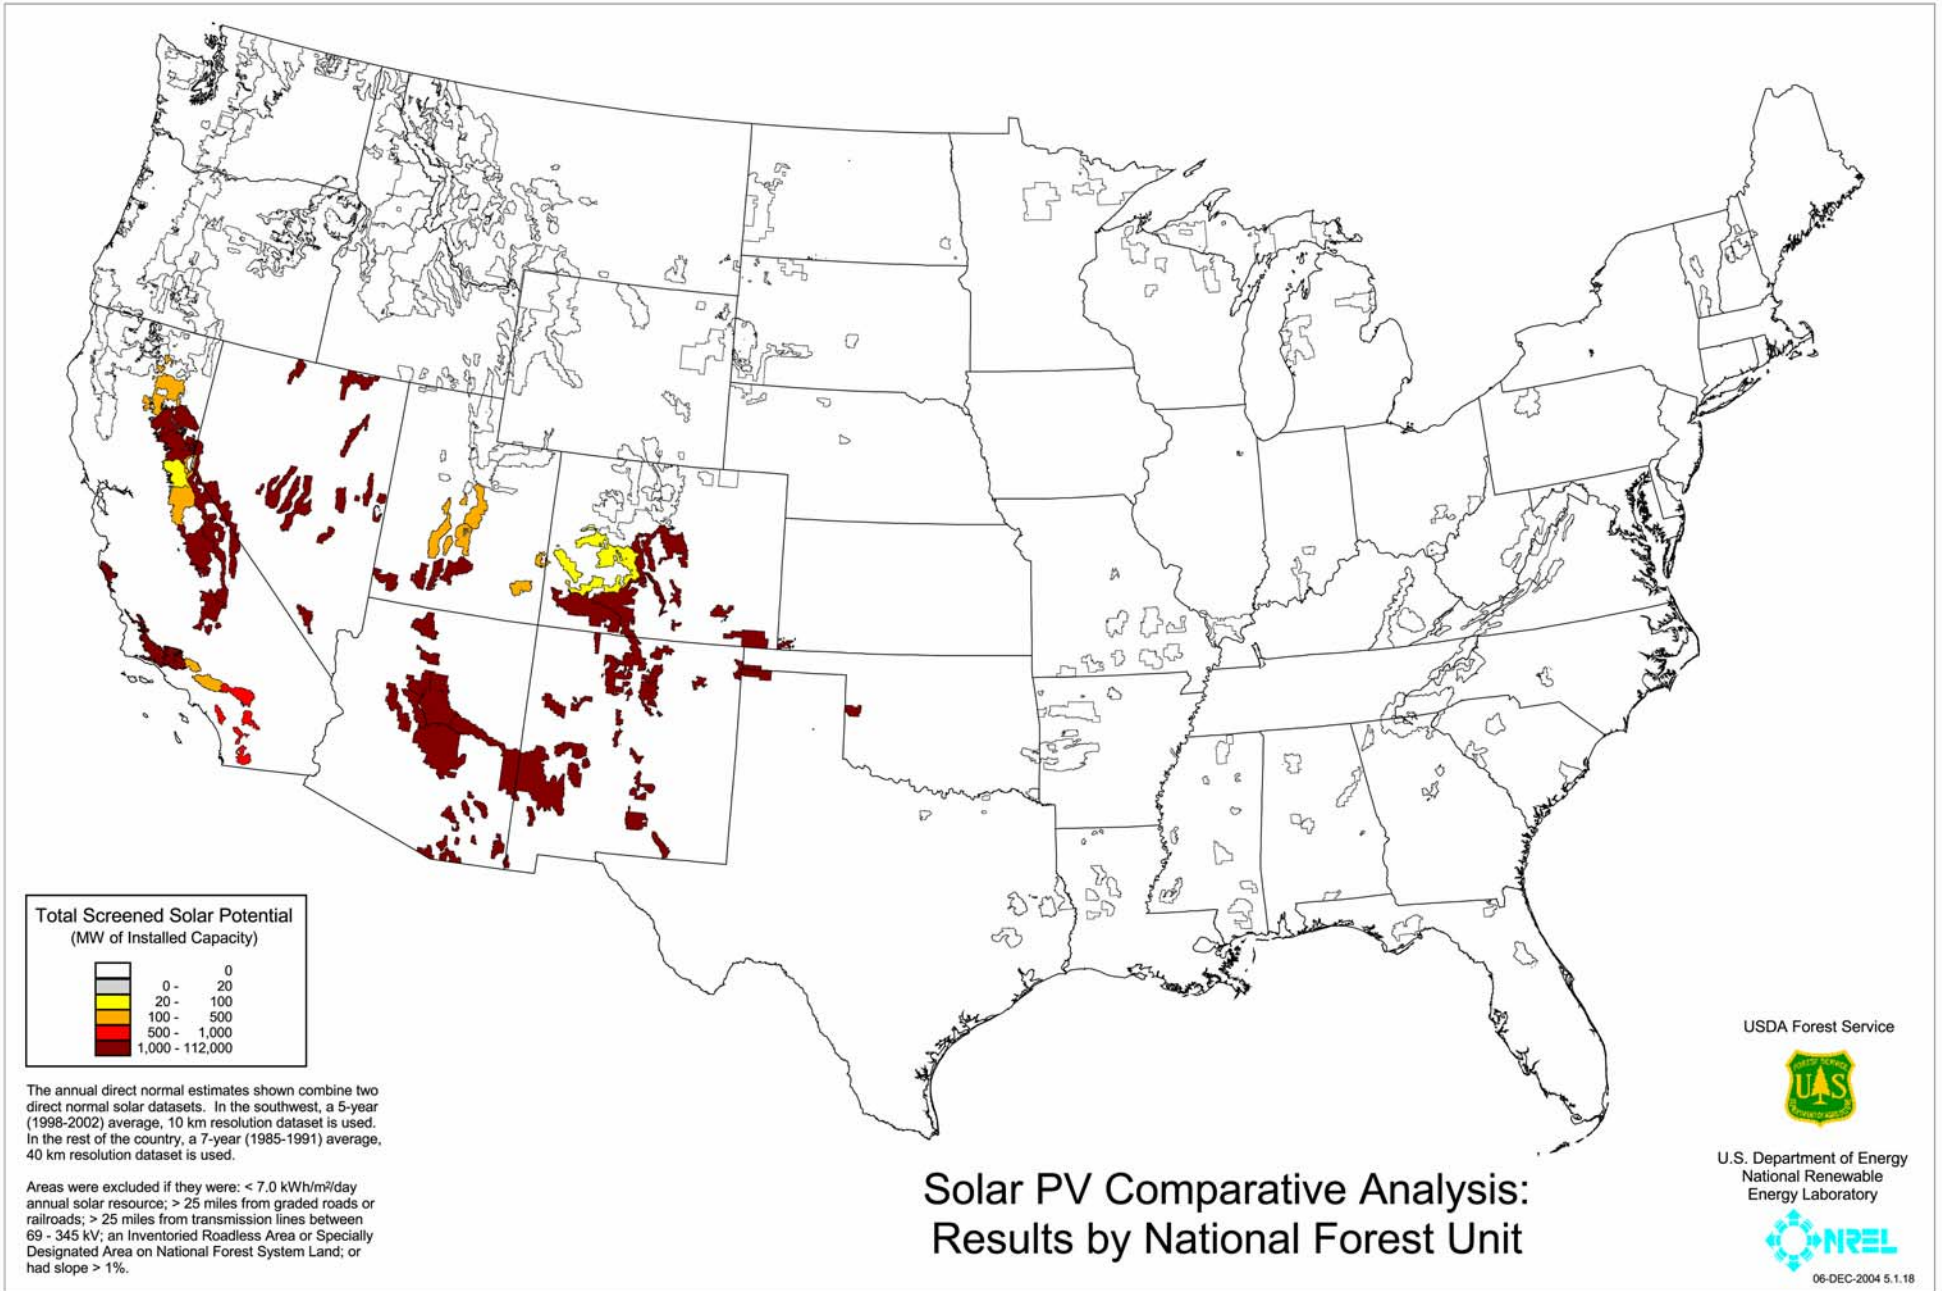 Total Screened Solar Potential
(MW of Installed Capacity)
0
0 - 20
20 - 100
100 - 500
500 - 1,000
1,000 - 112,000
The annual direct normal estimates shown combine two
direct normal solar datasets. In the southwest, a 5-year
(1998-2002) average, 10 km resolution dataset is used.
In the rest of the country, a 7-year (1985-1991) average,
40 km resolution dataset is used.
Areas were excluded if they were: < 7.0 kWh/m²/day
annual solar resource; > 25 miles from graded roads or
railroads; > 25 miles from transmission lines between
69 - 345 kV; an Inventoried Roadless Area or Specially
Designated Area on National Forest System Land; or
had slope > 1%.
Solar PV Comparative Analysis:
Results by National Forest Unit
USDA Forest Service
FOREST SERVICE
U S
DEPARTMENT OF AGRICULTURE
U.S. Department of Energy
National Renewable
Energy Laboratory
NREL
06-DEC-2004 5.1.18